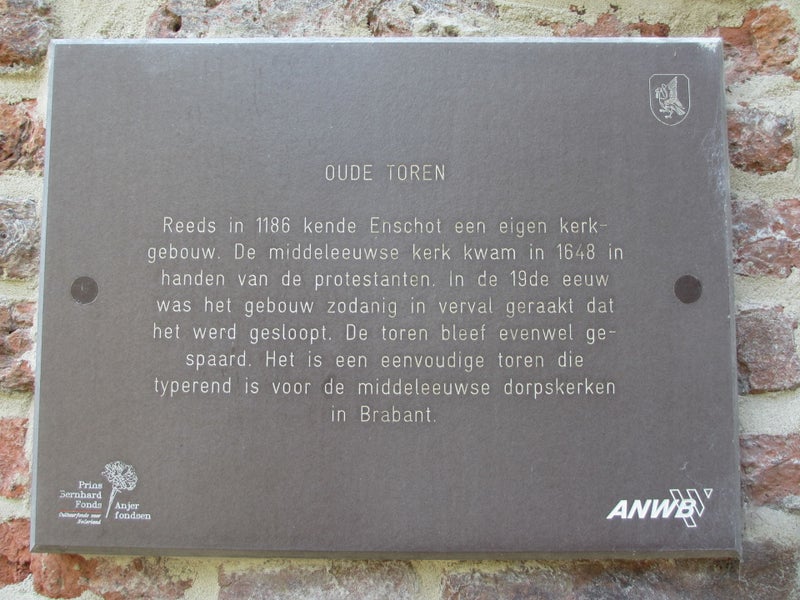 OUDE TOREN
Reeds in 1186 kende Enschot een eigen kerk-
gebouw. De middeleeuwse kerk kwam in 1648 in
handen van de protestanten. In de 19de eeuw
was het gebouw zodanig in verval geraakt dat
het werd gesloopt. De toren bleef evenwel ge-
spaard. Het is een eenvoudige toren die
typerend is voor de middeleeuwse dorpskerken
in Brabant.
Prins
Bernhard
Fonds
Cultuurfonds voor
Nederland
Anjer
fondsen
ANWB